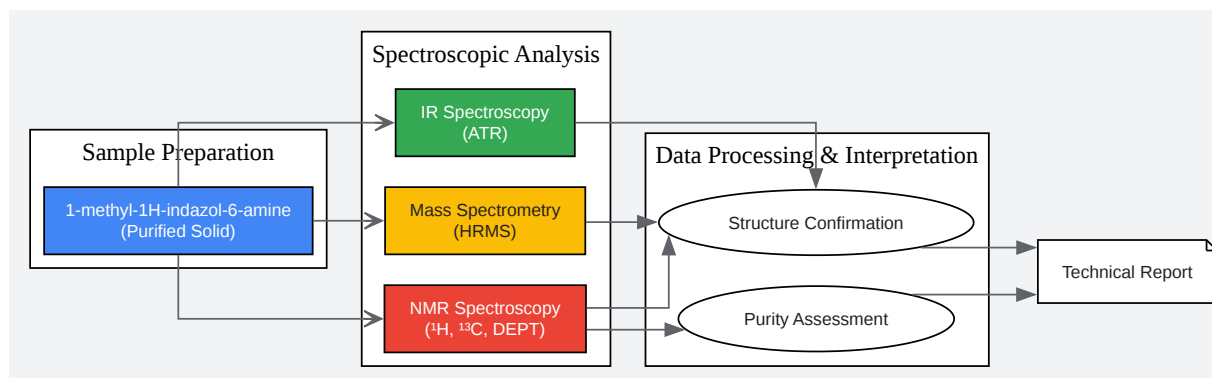 Sample Preparation
1-methyl-1H-indazol-6-amine
(Purified Solid)
Spectroscopic Analysis
IR Spectroscopy
(ATR)
Mass Spectrometry
(HRMS)
NMR Spectroscopy
(¹H, ¹³C, DEPT)
Data Processing & Interpretation
Structure Confirmation
Purity Assessment
Technical Report